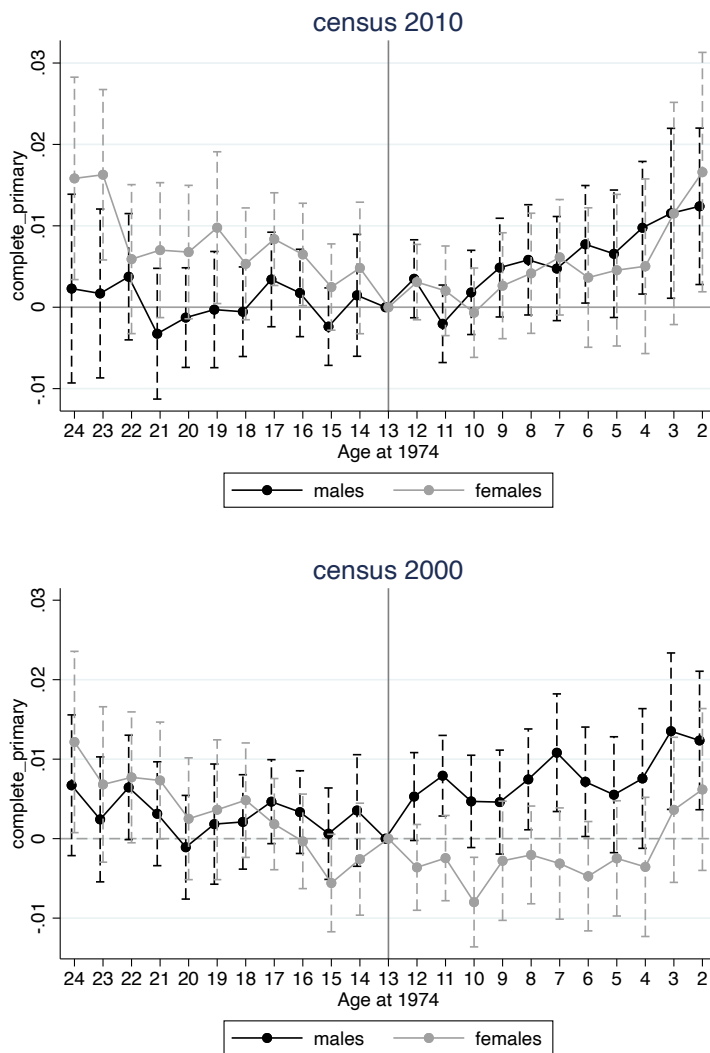 census 2010
.03
.02
.01
0
-.01
complete_primary
24 23 22 21 20 19 18 17 16 15 14 13 12 11 10 9 8 7 6 5 4 3 2
Age at 1974
males females
census 2000
.03
.02
.01
0
-.01
complete_primary
24 23 22 21 20 19 18 17 16 15 14 13 12 11 10 9 8 7 6 5 4 3 2
Age at 1974
males females